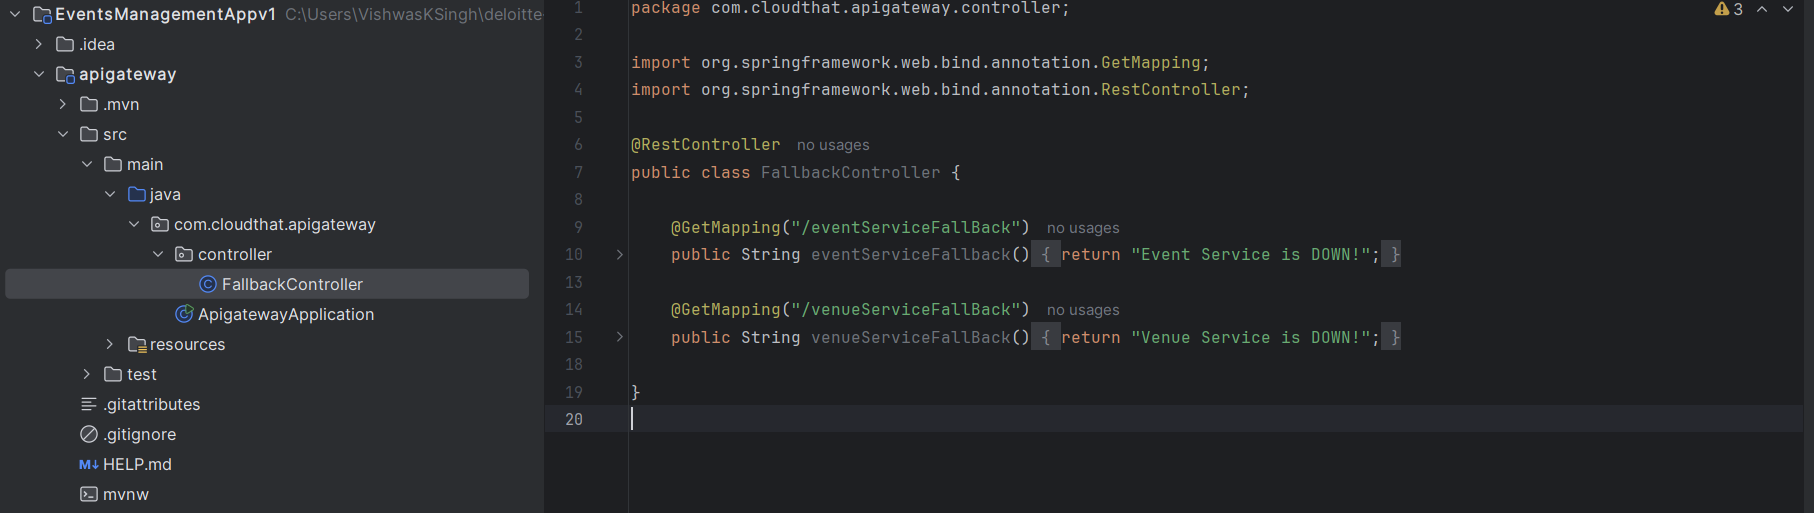 EventsManagementAppv1 C:\Users\VishwasKSingh\deloitte
.idea
apigateway
.mvn
src
main
java
com.cloudthat.apigateway
controller
FallbackController
ApigatewayApplication
resources
test
.gitattributes
.gitignore
HELP.md
mvnw
1 package com.cloudthat.apigateway.controller;
2
3 import org.springframework.web.bind.annotation.GetMapping;
4 import org.springframework.web.bind.annotation.RestController;
5
6 @RestController no usages
7 public class FallbackController {
8
9 @GetMapping("/eventServiceFallBack") no usages
10 public String eventServiceFallback() { return "Event Service is DOWN!"; }
13
14 @GetMapping("/venueServiceFallBack") no usages
15 public String venueServiceFallBack() { return "Venue Service is DOWN!"; }
18
19 }
20
3